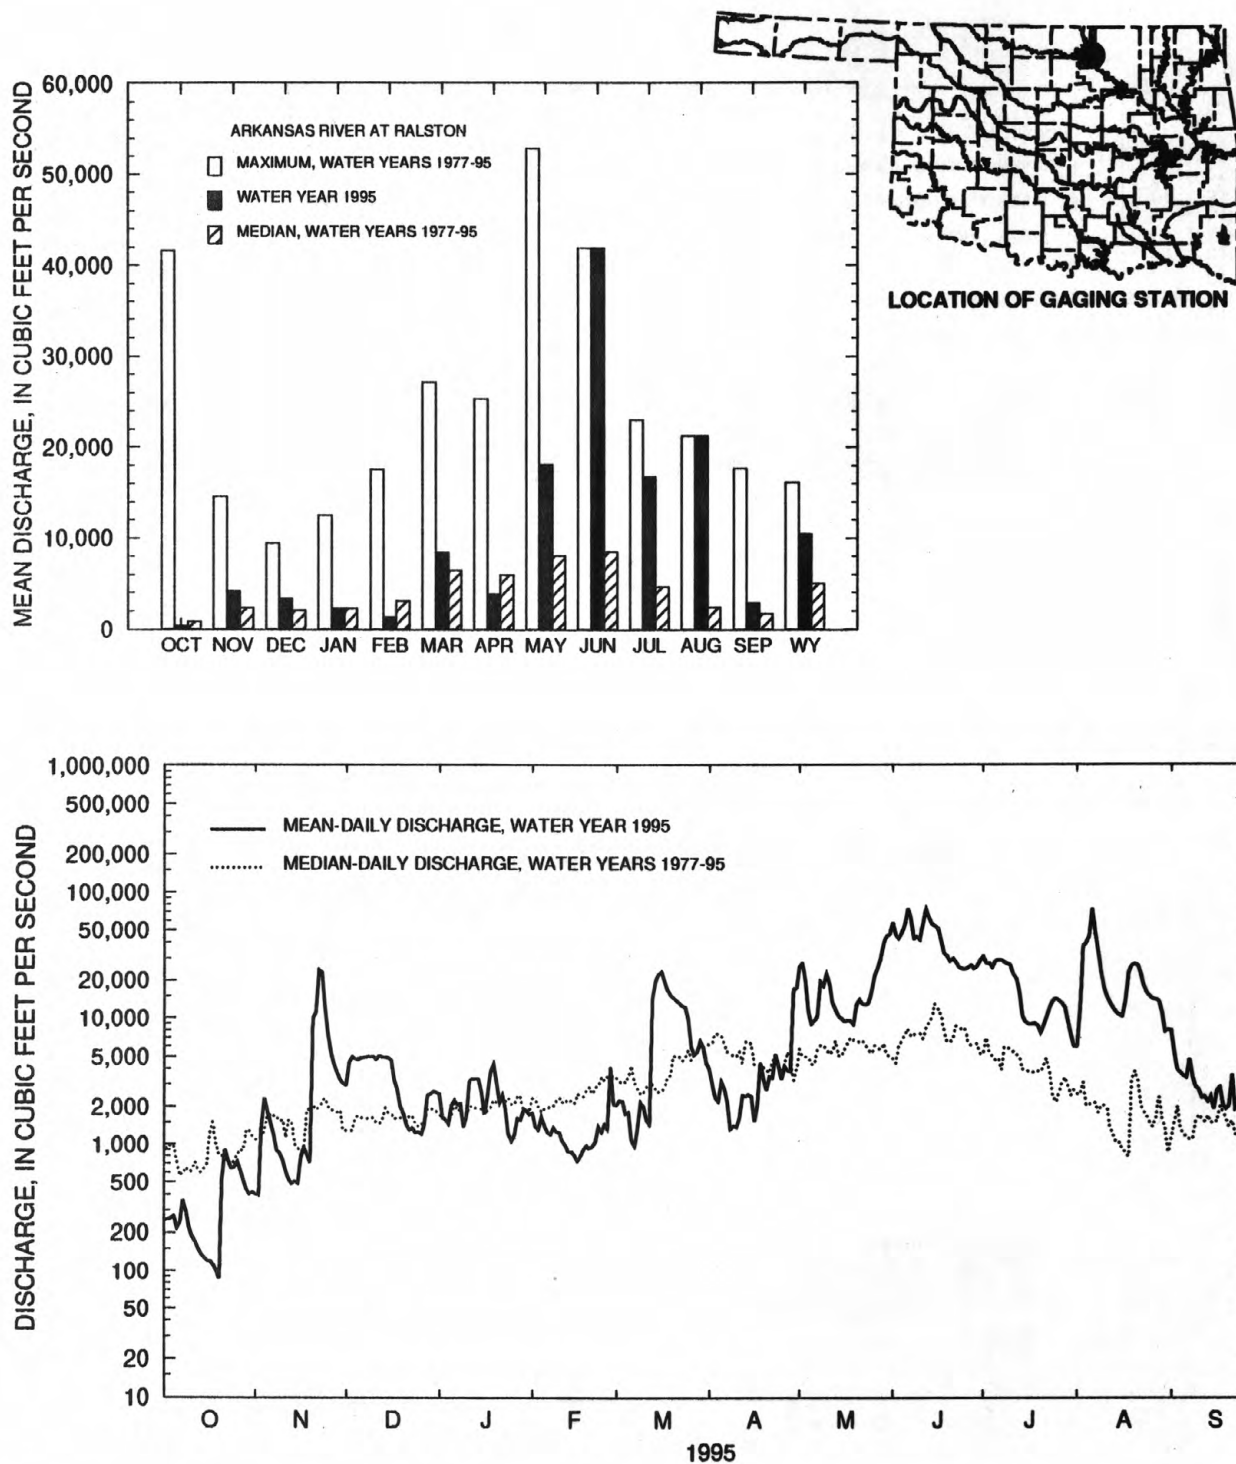 60,000
50,000
40,000
30,000
20,000
10,000
0
MEAN DISCHARGE, IN CUBIC FEET PER SECOND
ARKANSAS RIVER AT RALSTON
MAXIMUM, WATER YEARS 1977-95
WATER YEAR 1995
MEDIAN, WATER YEARS 1977-95
OCT NOV DEC JAN FEB MAR APR MAY JUN JUL AUG SEP WY
LOCATION OF GAGING STATION
1,000,000
500,000
200,000
100,000
50,000
20,000
10,000
5,000
2,000
1,000
500
200
100
50
20
10
DISCHARGE, IN CUBIC FEET PER SECOND
MEAN-DAILY DISCHARGE, WATER YEAR 1995
MEDIAN-DAILY DISCHARGE, WATER YEARS 1977-95
O N D J F M A M J J A S
1995